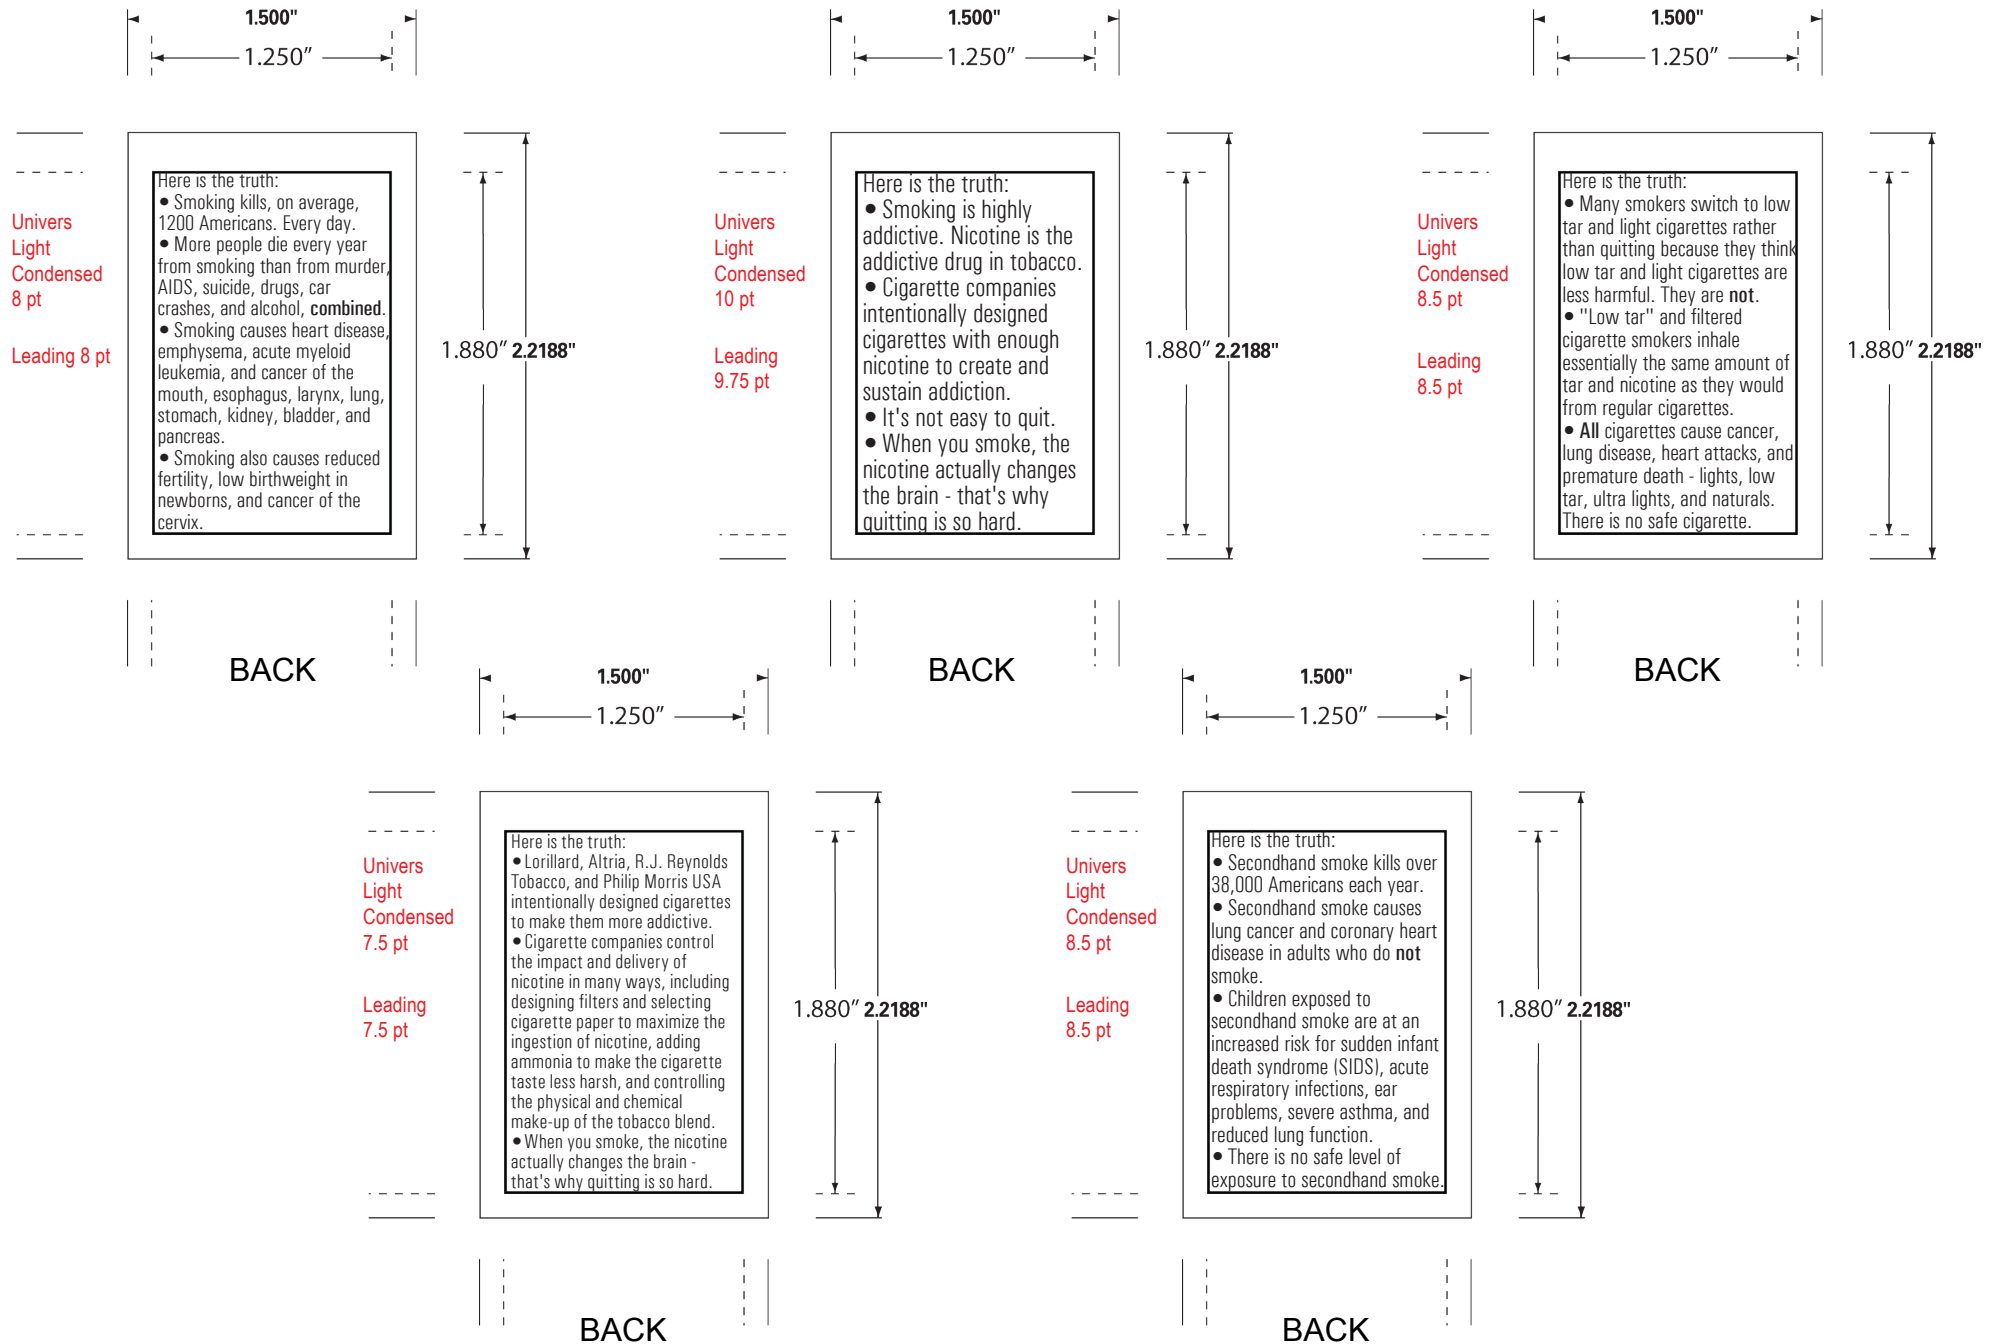 1.500"
1.250"
Univers
Light
Condensed
8 pt
Leading 8 pt
Here is the truth:
• Smoking kills, on average,
1200 Americans. Every day.
• More people die every year
from smoking than from murder,
AIDS, suicide, drugs, car
crashes, and alcohol, combined.
• Smoking causes heart disease,
emphysema, acute myeloid
leukemia, and cancer of the
mouth, esophagus, larynx, lung,
stomach, kidney, bladder, and
pancreas.
• Smoking also causes reduced
fertility, low birthweight in
newborns, and cancer of the
cervix.
1.880" 2.2188"
BACK
1.500"
1.250"
Univers
Light
Condensed
10 pt
Leading
9.75 pt
Here is the truth:
• Smoking is highly
addictive. Nicotine is the
addictive drug in tobacco.
• Cigarette companies
intentionally designed
cigarettes with enough
nicotine to create and
sustain addiction.
• It's not easy to quit.
• When you smoke, the
nicotine actually changes
the brain - that's why
quitting is so hard.
1.880" 2.2188"
BACK
1.500"
1.250"
Univers
Light
Condensed
8.5 pt
Leading
8.5 pt
Here is the truth:
• Many smokers switch to low
tar and light cigarettes rather
than quitting because they think
low tar and light cigarettes are
less harmful. They are not.
• "Low tar" and filtered
cigarette smokers inhale
essentially the same amount of
tar and nicotine as they would
from regular cigarettes.
• All cigarettes cause cancer,
lung disease, heart attacks, and
premature death - lights, low
tar, ultra lights, and naturals.
There is no safe cigarette.
1.880" 2.2188"
BACK
1.500"
1.250"
Univers
Light
Condensed
7.5 pt
Leading
7.5 pt
Here is the truth:
• Lorillard, Altria, R.J. Reynolds
Tobacco, and Philip Morris USA
intentionally designed cigarettes
to make them more addictive.
• Cigarette companies control
the impact and delivery of
nicotine in many ways, including
designing filters and selecting
cigarette paper to maximize the
ingestion of nicotine, adding
ammonia to make the cigarette
taste less harsh, and controlling
the physical and chemical
make-up of the tobacco blend.
• When you smoke, the nicotine
actually changes the brain -
that's why quitting is so hard.
1.880" 2.2188"
BACK
1.500"
1.250"
Univers
Light
Condensed
8.5 pt
Leading
8.5 pt
Here is the truth:
• Secondhand smoke kills over
38,000 Americans each year.
• Secondhand smoke causes
lung cancer and coronary heart
disease in adults who do not
smoke.
• Children exposed to
secondhand smoke are at an
increased risk for sudden infant
death syndrome (SIDS), acute
respiratory infections, ear
problems, severe asthma, and
reduced lung function.
• There is no safe level of
exposure to secondhand smoke.
1.880" 2.2188"
BACK